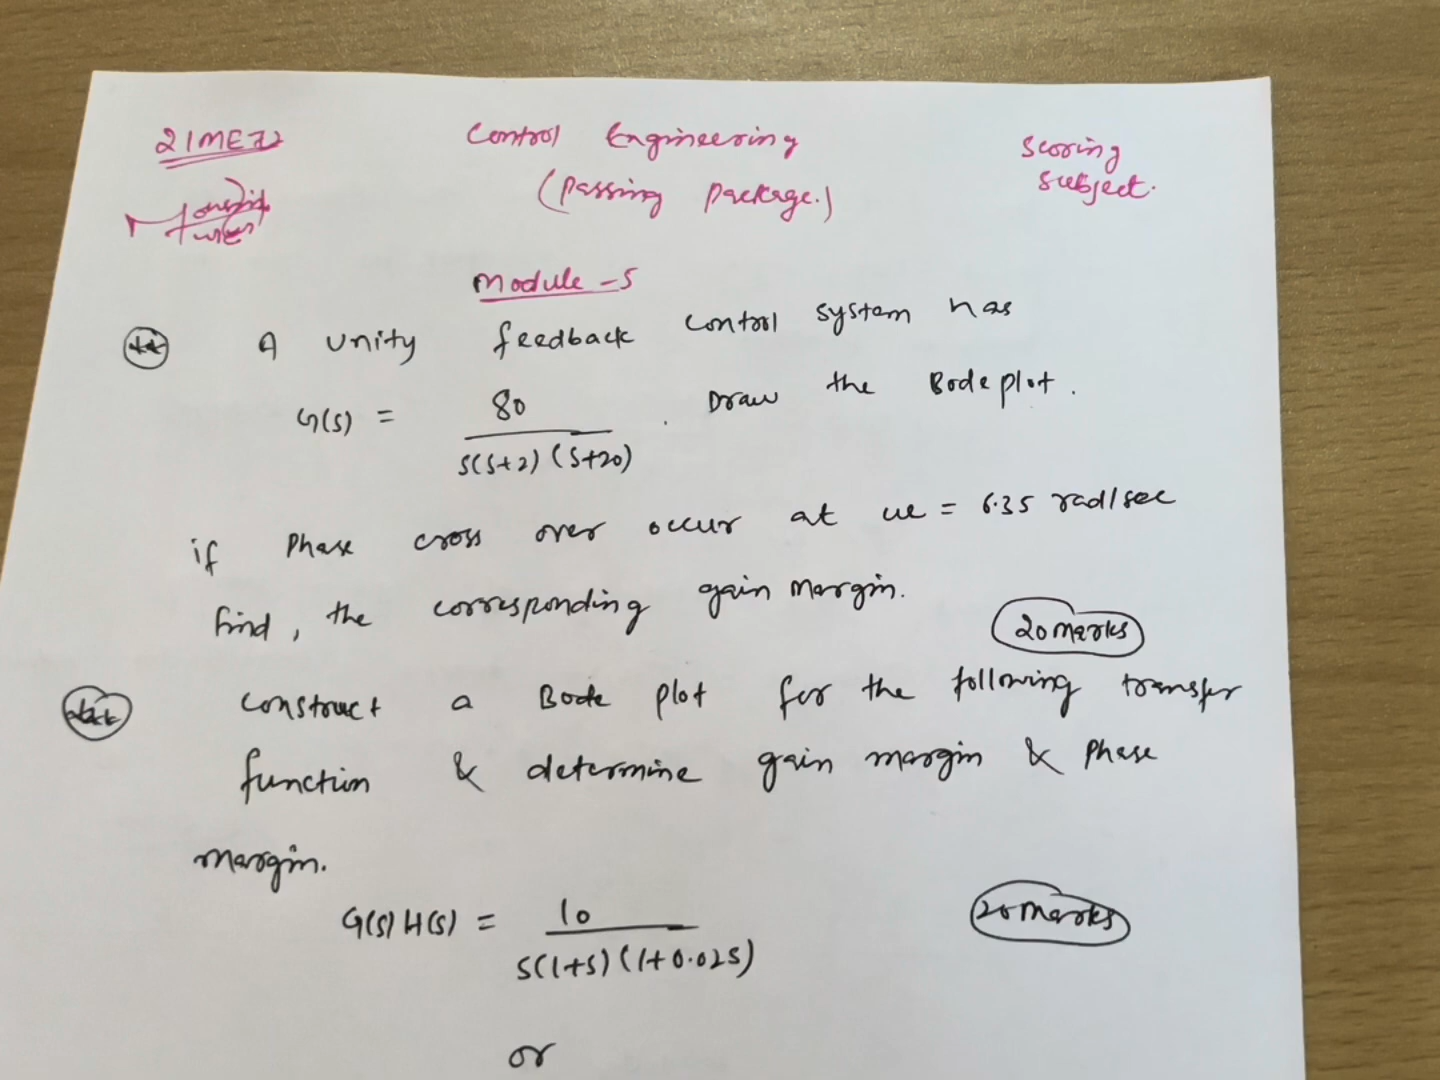 21ME72 Control Engineering Scoring
(Passing package.) subject.
Module - 5
A unity feedback control system has
G(s) = 80 . Draw the Bode plot.
s(s+2) (s+20)
if Phase cross over occur at = 6.35 rad/sec
find, the corresponding gain margin.
20 marks
construct a Bode plot for the following transfer
function & determine gain margin & Phase
margin.
G(s) H(s) = 10
20 marks
s(1+s) (1+0.02s)
or